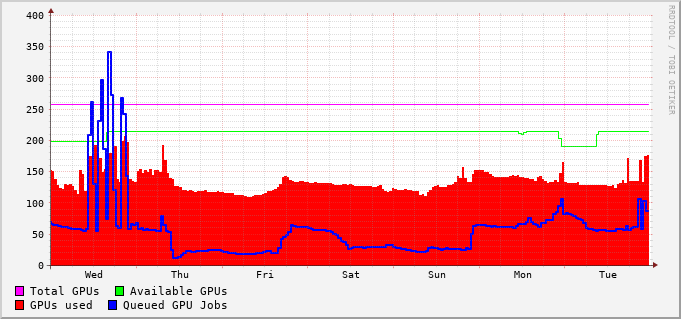 400
350
300
250
200
150
100
50
0
Wed Thu Fri Sat Sun Mon Tue
Total GPUs Available GPUs
GPUs used Queued GPU Jobs
RRDTOOL / TOBI OETIKER